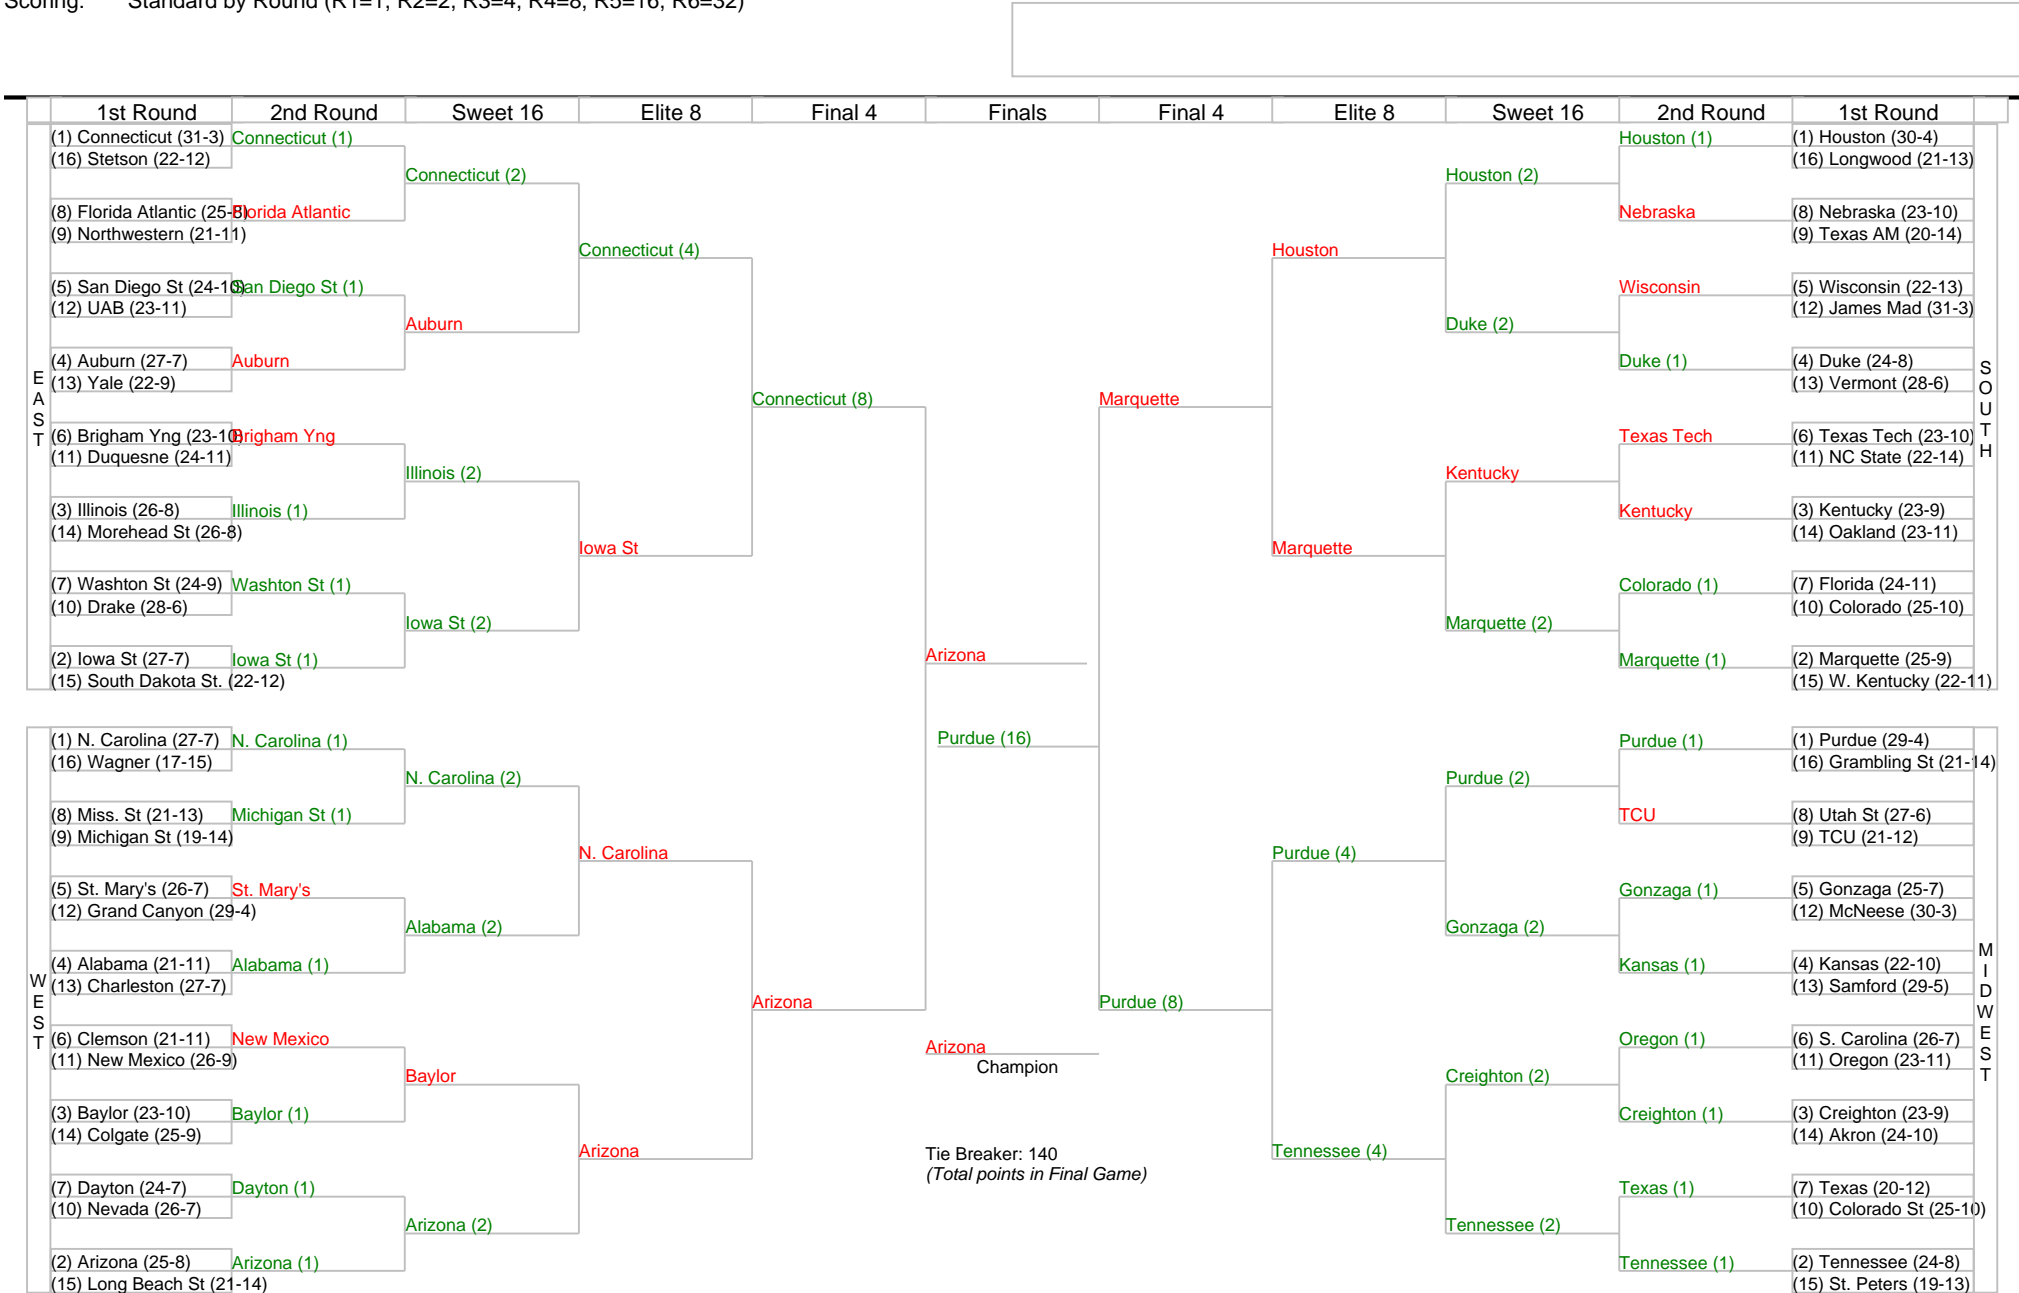 Scoring: Standard by Round (R1=1, R2=2, R3=4, R4=8, R5=16, R6=32)
1st Round 2nd Round Sweet 16 Elite 8 Final 4 Finals Final 4 Elite 8 Sweet 16 2nd Round 1st Round
EAST
(1) Connecticut (31-3) Connecticut (1)
(16) Stetson (22-12)
Connecticut (2)
(8) Florida Atlantic (25-8) Florida Atlantic
(9) Northwestern (21-11)
Connecticut (4)
(5) San Diego St (24-10) San Diego St (1)
(12) UAB (23-11)
Auburn
(4) Auburn (27-7) Auburn
(13) Yale (22-9)
Connecticut (8)
(6) Brigham Yng (23-10) Brigham Yng
(11) Duquesne (24-11)
Illinois (2)
(3) Illinois (26-8) Illinois (1)
(14) Morehead St (26-8)
Iowa St
(7) Washton St (24-9) Washton St (1)
(10) Drake (28-6)
Iowa St (2)
(2) Iowa St (27-7) Iowa St (1)
(15) South Dakota St. (22-12)
WEST
(1) N. Carolina (27-7) N. Carolina (1)
(16) Wagner (17-15)
N. Carolina (2)
(8) Miss. St (21-13) Michigan St (1)
(9) Michigan St (19-14)
N. Carolina
(5) St. Mary's (26-7) St. Mary's
(12) Grand Canyon (29-4)
Alabama (2)
(4) Alabama (21-11) Alabama (1)
(13) Charleston (27-7)
Arizona
(6) Clemson (21-11) New Mexico
(11) New Mexico (26-9)
Baylor
(3) Baylor (23-10) Baylor (1)
(14) Colgate (25-9)
Arizona
(7) Dayton (24-7) Dayton (1)
(10) Nevada (26-7)
Arizona (2)
(2) Arizona (25-8) Arizona (1)
(15) Long Beach St (21-14)
Arizona
Purdue (16)
Arizona
Champion
Tie Breaker: 140
(Total points in Final Game)
SOUTH
Houston (1) (1) Houston (30-4)
(16) Longwood (21-13)
Houston (2)
Nebraska (8) Nebraska (23-10)
(9) Texas AM (20-14)
Houston
Wisconsin (5) Wisconsin (22-13)
(12) James Mad (31-3)
Duke (2)
Duke (1) (4) Duke (24-8)
(13) Vermont (28-6)
Marquette
Texas Tech (6) Texas Tech (23-10)
(11) NC State (22-14)
Kentucky
Kentucky (3) Kentucky (23-9)
(14) Oakland (23-11)
Marquette
Colorado (1) (7) Florida (24-11)
(10) Colorado (25-10)
Marquette (2)
Marquette (1) (2) Marquette (25-9)
(15) W. Kentucky (22-11)
MIDWEST
Purdue (1) (1) Purdue (29-4)
(16) Grambling St (21-14)
Purdue (2)
TCU (8) Utah St (27-6)
(9) TCU (21-12)
Purdue (4)
Gonzaga (1) (5) Gonzaga (25-7)
(12) McNeese (30-3)
Gonzaga (2)
Kansas (1) (4) Kansas (22-10)
(13) Samford (29-5)
Purdue (8)
Oregon (1) (6) S. Carolina (26-7)
(11) Oregon (23-11)
Creighton (2)
Creighton (1) (3) Creighton (23-9)
(14) Akron (24-10)
Tennessee (4)
Texas (1) (7) Texas (20-12)
(10) Colorado St (25-10)
Tennessee (2)
Tennessee (1) (2) Tennessee (24-8)
(15) St. Peters (19-13)